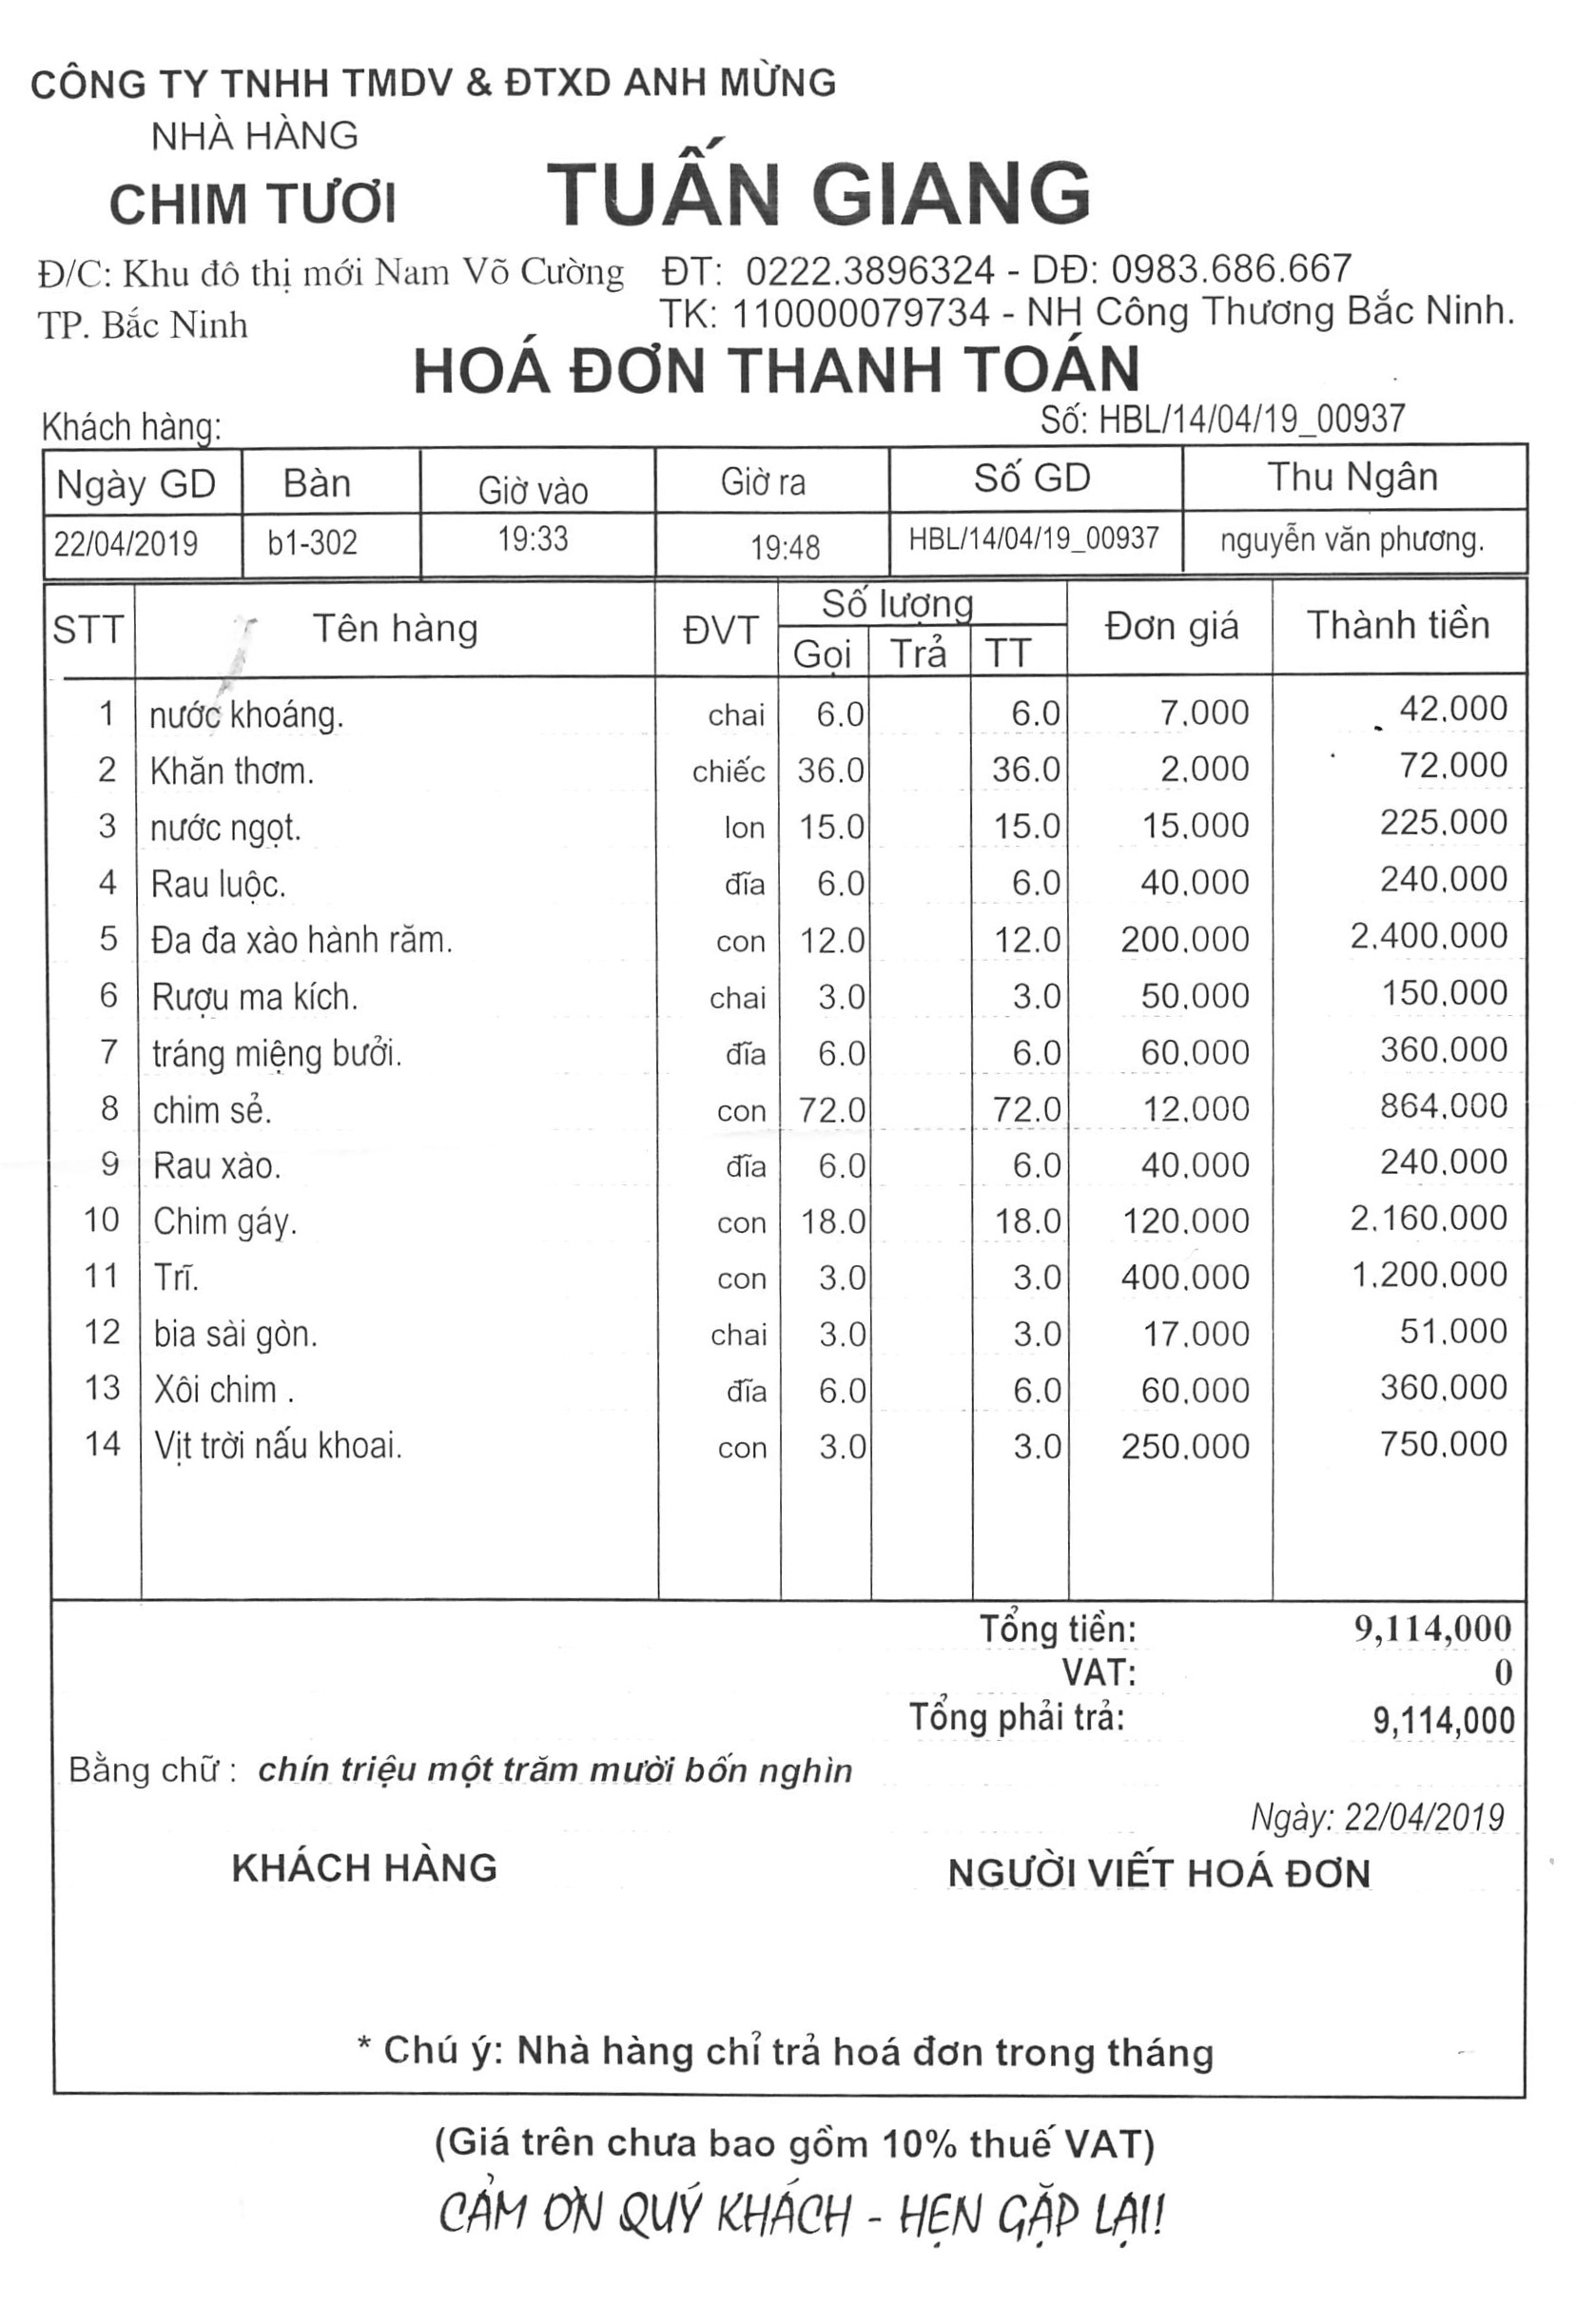 CÔNG TY TNHH TMDV & ĐTXD ANH MỪNG
NHÀ HÀNG
CHIM TƯƠI TUẤN GIANG
Đ/C: Khu đô thị mới Nam Võ Cường ĐT: 0222.3896324 - DĐ: 0983.686.667
TP. Bắc Ninh TK: 110000079734 - NH Công Thương Bắc Ninh.
HOÁ ĐƠN THANH TOÁN
Khách hàng: Số: HBL/14/04/19_00937
Ngày GD Bàn Giờ vào Giờ ra Số GD Thu Ngân
22/04/2019 b1-302 19:33 19:48 HBL/14/04/19_00937 nguyễn văn phương.
STT Tên hàng ĐVT Số lượng Đơn giá Thành tiền
Gọi Trả TT
1 nước khoáng. chai 6.0 6.0 7,000 42,000
2 Khăn thơm. chiếc 36.0 36.0 2,000 72,000
3 nước ngọt. lon 15.0 15.0 15,000 225,000
4 Rau luộc. đĩa 6.0 6.0 40,000 240,000
5 Đa đa xào hành răm. con 12.0 12.0 200,000 2,400,000
6 Rượu ma kích. chai 3.0 3.0 50,000 150,000
7 tráng miệng bưởi. đĩa 6.0 6.0 60,000 360,000
8 chim sẻ. con 72.0 72.0 12,000 864,000
9 Rau xào. đĩa 6.0 6.0 40,000 240,000
10 Chim gáy. con 18.0 18.0 120,000 2,160,000
11 Trĩ. con 3.0 3.0 400,000 1,200,000
12 bia sài gòn. chai 3.0 3.0 17,000 51,000
13 Xôi chim . đĩa 6.0 6.0 60,000 360,000
14 Vịt trời nấu khoai. con 3.0 3.0 250,000 750,000
Tổng tiền: 9,114,000
VAT: 0
Tổng phải trả: 9,114,000
Bằng chữ : chín triệu một trăm mười bốn nghìn
Ngày: 22/04/2019
KHÁCH HÀNG NGƯỜI VIẾT HOÁ ĐƠN
* Chú ý: Nhà hàng chỉ trả hoá đơn trong tháng
(Giá trên chưa bao gồm 10% thuế VAT)
CẢM ƠN QUÝ KHÁCH - HẸN GẶP LẠI!